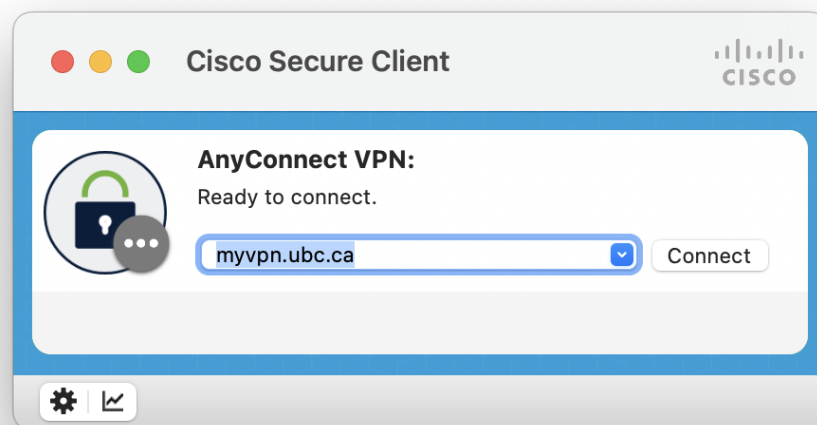 Cisco Secure Client
CISCO
AnyConnect VPN:
Ready to connect.
myvpn.ubc.ca
Connect